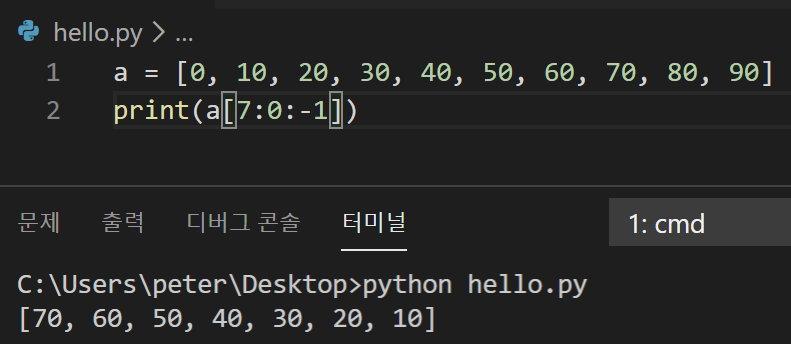 hello.py > ...
1 a = [0, 10, 20, 30, 40, 50, 60, 70, 80, 90]
2 print(a[7:0:-1])
문제 출력 디버그 콘솔 터미널 1: cmd
C:\Users\peter\Desktop>python hello.py
[70, 60, 50, 40, 30, 20, 10]